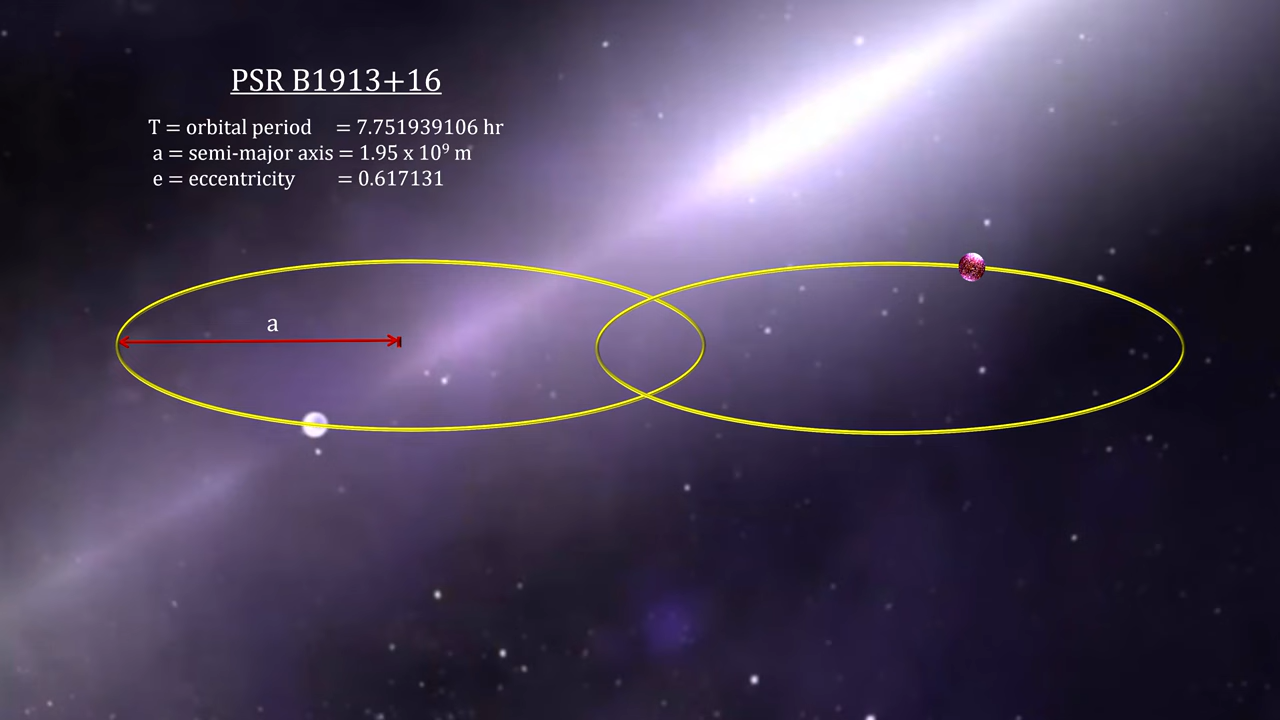 PSR B1913+16
T = orbital period = 7.751939106 hr
a = semi-major axis = 1.95 x 10⁹ m
e = eccentricity = 0.617131
a